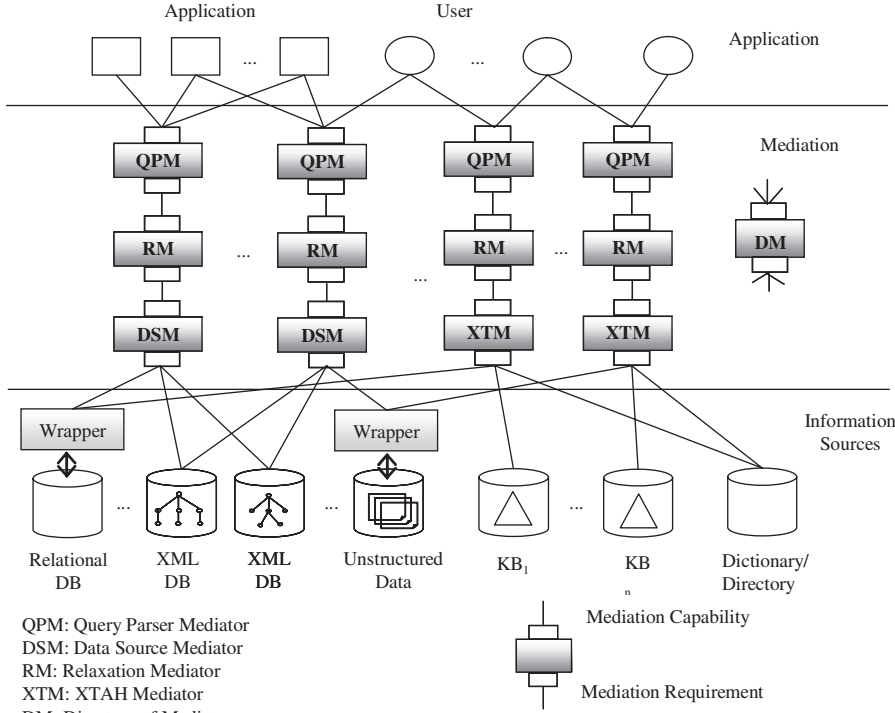 Application
User
Application
...
...
Mediation
QPM
QPM
QPM
QPM
RM
...
RM
RM
...
RM
DM
...
DSM
DSM
XTM
XTM
Information
Sources
Wrapper
Wrapper
...
...
...
Relational
DB
XML
DB
XML
DB
Unstructured
Data
KB1
KB
n
Dictionary/
Directory
QPM: Query Parser Mediator
DSM: Data Source Mediator
RM: Relaxation Mediator
XTM: XTAH Mediator
Mediation Capability
Mediation Requirement